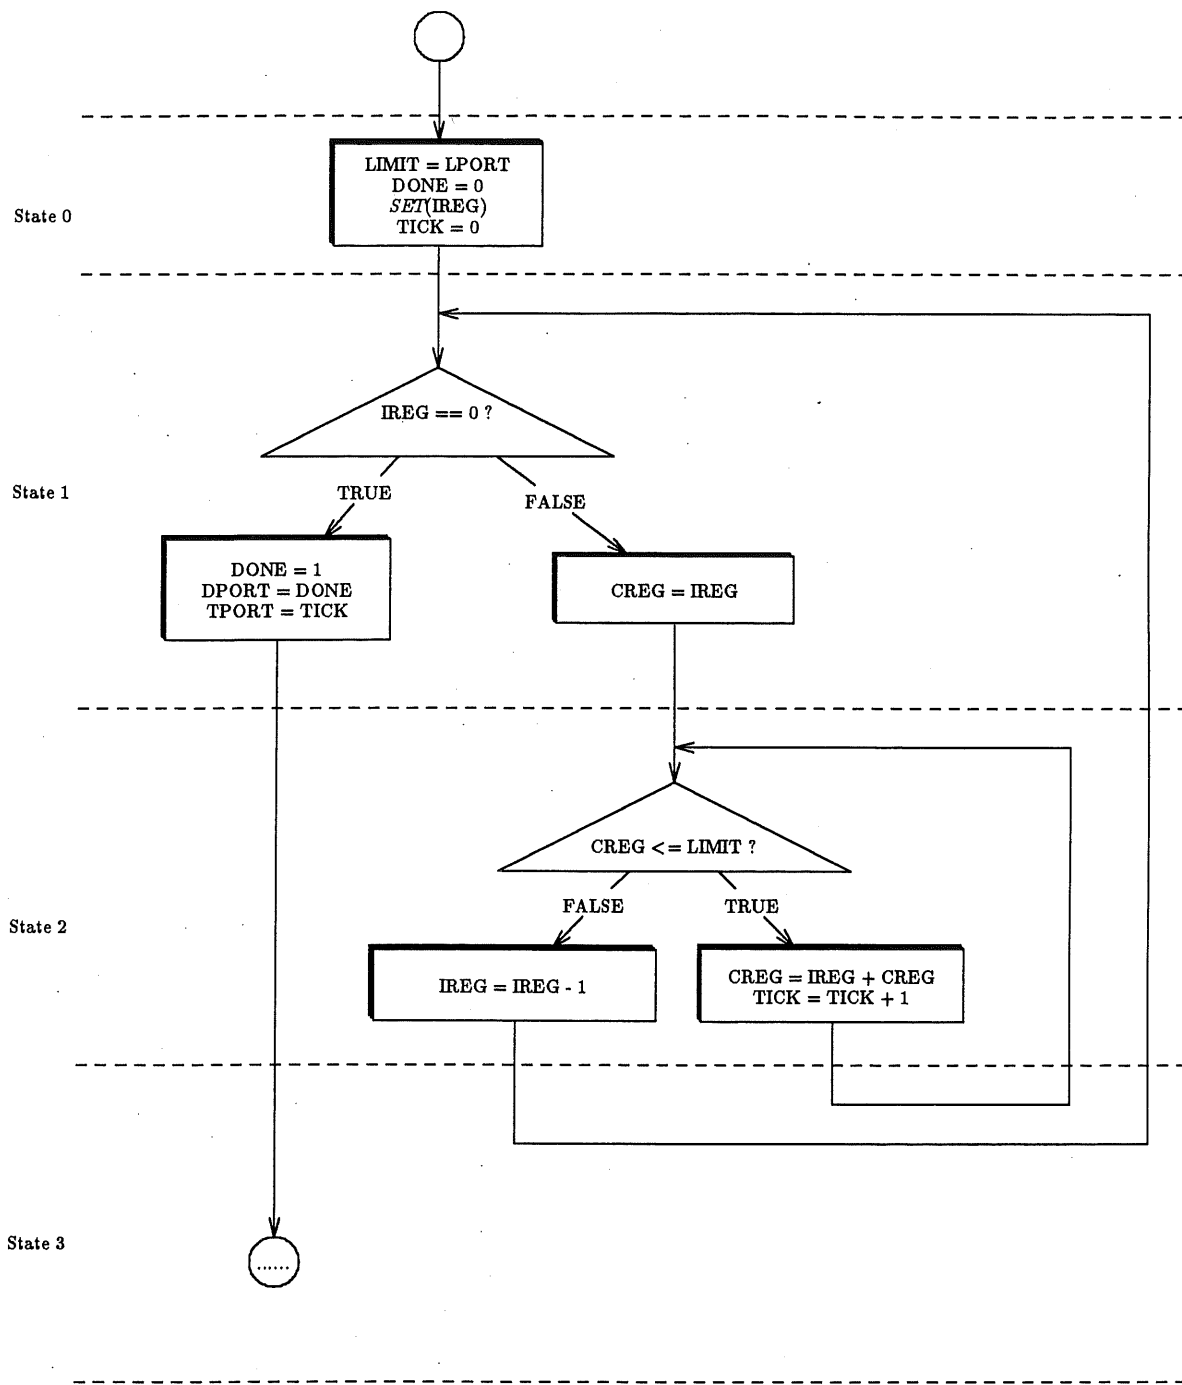 LIMIT = LPORT
DONE = 0
SET(IREG)
TICK = 0
State 0
IREG == 0 ?
State 1
TRUE
FALSE
DONE = 1
DPORT = DONE
TPORT = TICK
CREG = IREG
CREG <= LIMIT ?
State 2
FALSE
TRUE
IREG = IREG - 1
CREG = IREG + CREG
TICK = TICK + 1
State 3
......